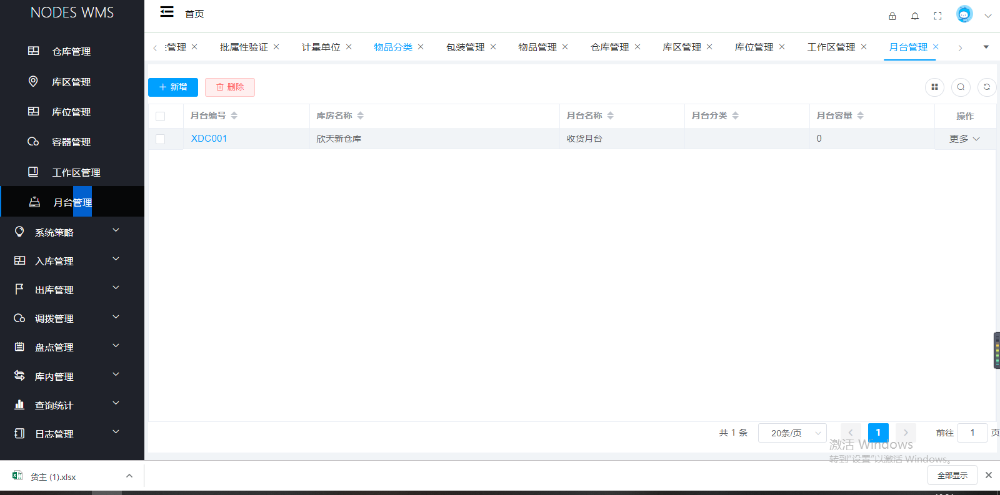 NODES WMS
首页
管理 批属性验证 计量单位 物品分类 包装管理 物品管理 仓库管理 库区管理 库位管理 工作区管理 月台管理
仓库管理
库区管理
库位管理
容器管理
工作区管理
月台管理
系统策略
入库管理
出库管理
调拨管理
盘点管理
库内管理
查询统计
日志管理
新增 删除
月台编号 库房名称 月台名称 月台分类 月台容量 操作
XDC001 欣天新仓库 收货月台 0 更多
共 1 条 20条/页 1 前往 1 页
激活 Windows
转到“设置”以激活 Windows。
货主 (1).xlsx 全部显示